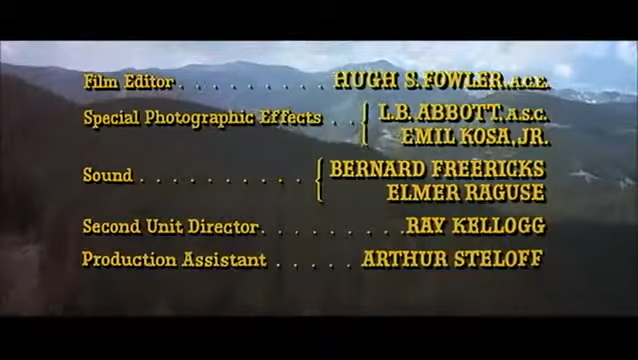 Film Editor . . . . . . . . . . HUGH S. FOWLER, A.C.E.
Special Photographic Effects . . . { L.B. ABBOTT, A.S.C.
EMIL KOSA, JR.
Sound . . . . . . . . . . . { BERNARD FREERICKS
ELMER RAGUSE
Second Unit Director . . . . . . . . . RAY KELLOGG
Production Assistant . . . . . ARTHUR STELOFF